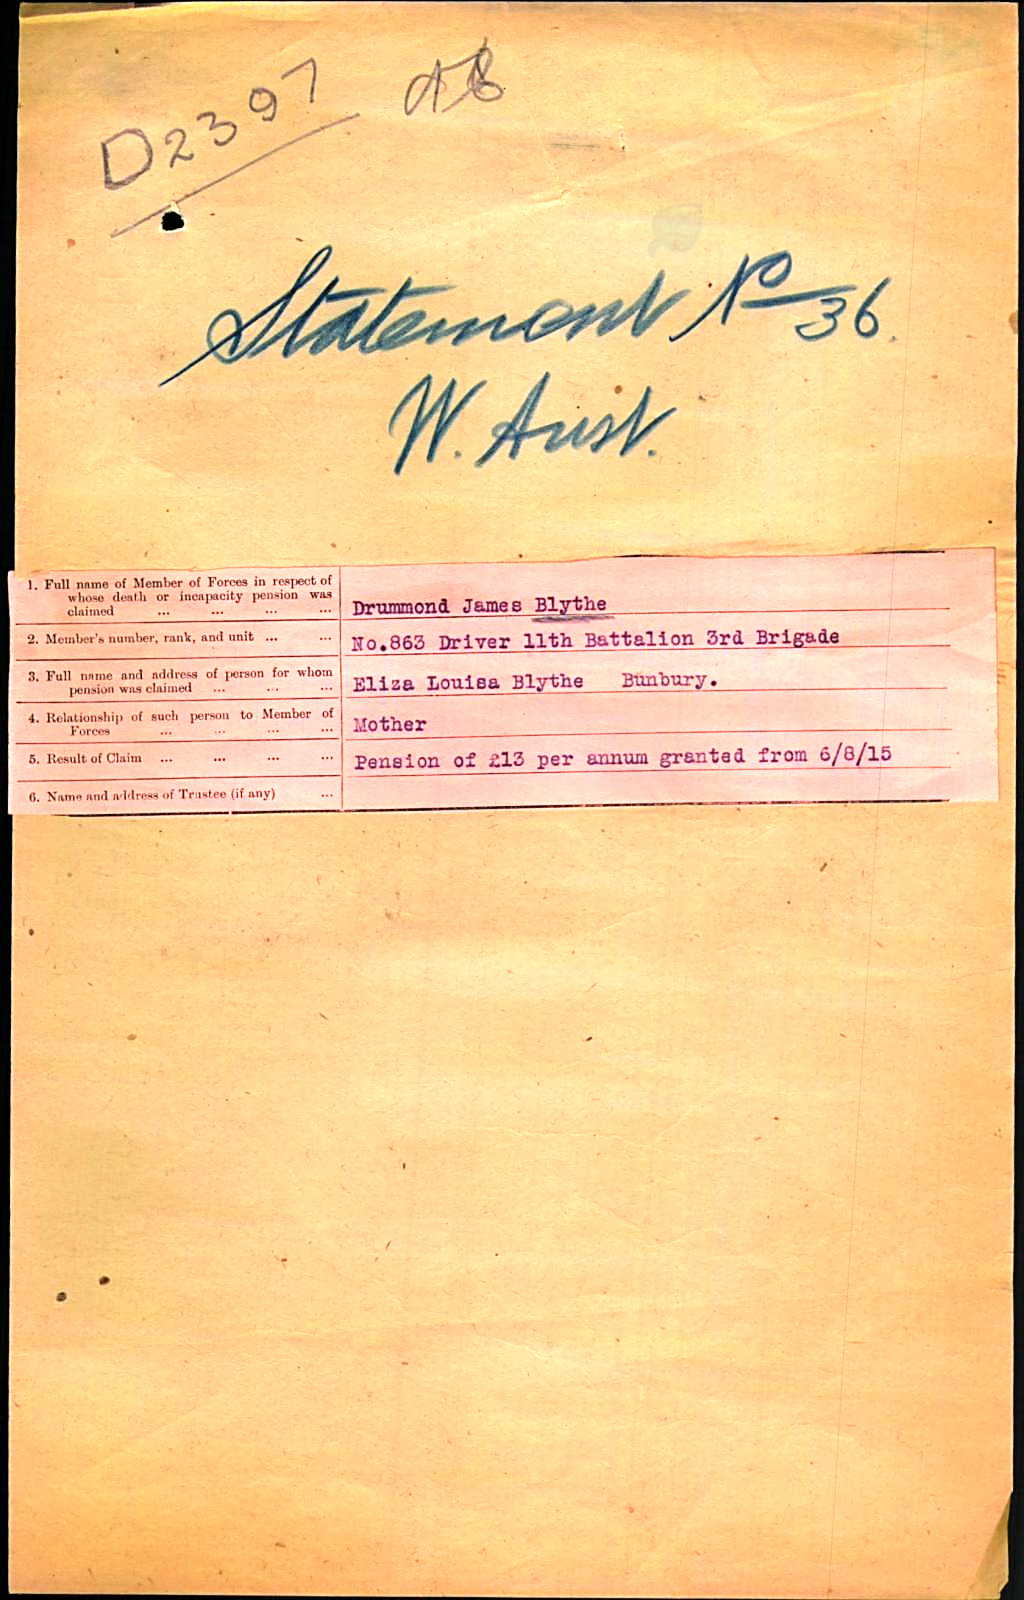 D2397
Statement No 36.
W. Aust.
1. Full name of Member of Forces in respect of
whose death or incapacity pension was
claimed ... ... ... ... Drummond James Blythe
2. Member's number, rank, and unit ... ... No.863 Driver 11th Battalion 3rd Brigade
3. Full name and address of person for whom
pension was claimed ... ... ... Eliza Louisa Blythe Bunbury.
4. Relationship of such person to Member of
Forces ... ... ... ... Mother
5. Result of Claim ... ... ... ... Pension of £13 per annum granted from 6/8/15
6. Name and address of Trustee (if any) ...